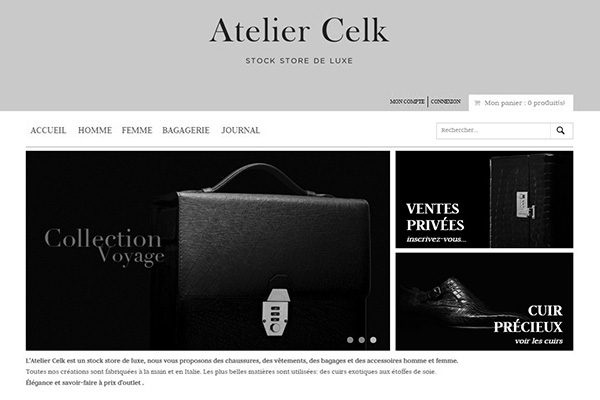 Atelier Celk
STOCK STORE DE LUXE
MON COMPTE | CONNEXION
Mon panier : 0 produit(s)
ACCUEIL HOMME FEMME BAGAGERIE JOURNAL
Rechercher...
Collection
Voyage
VENTES
PRIVÉES
inscrivez-vous...
CUIR
PRÉCIEUX
voir les cuirs
L'Atelier Celk est un stock store de luxe, nous vous proposons des chaussures, des vêtements, des bagages et des accessoires homme et femme.
Toutes nos créations sont fabriquées à la main et en Italie. Les plus belles matières sont utilisées: des cuirs exotiques aux étoffes de soie.
Élégance et savoir-faire à prix d'outlet .